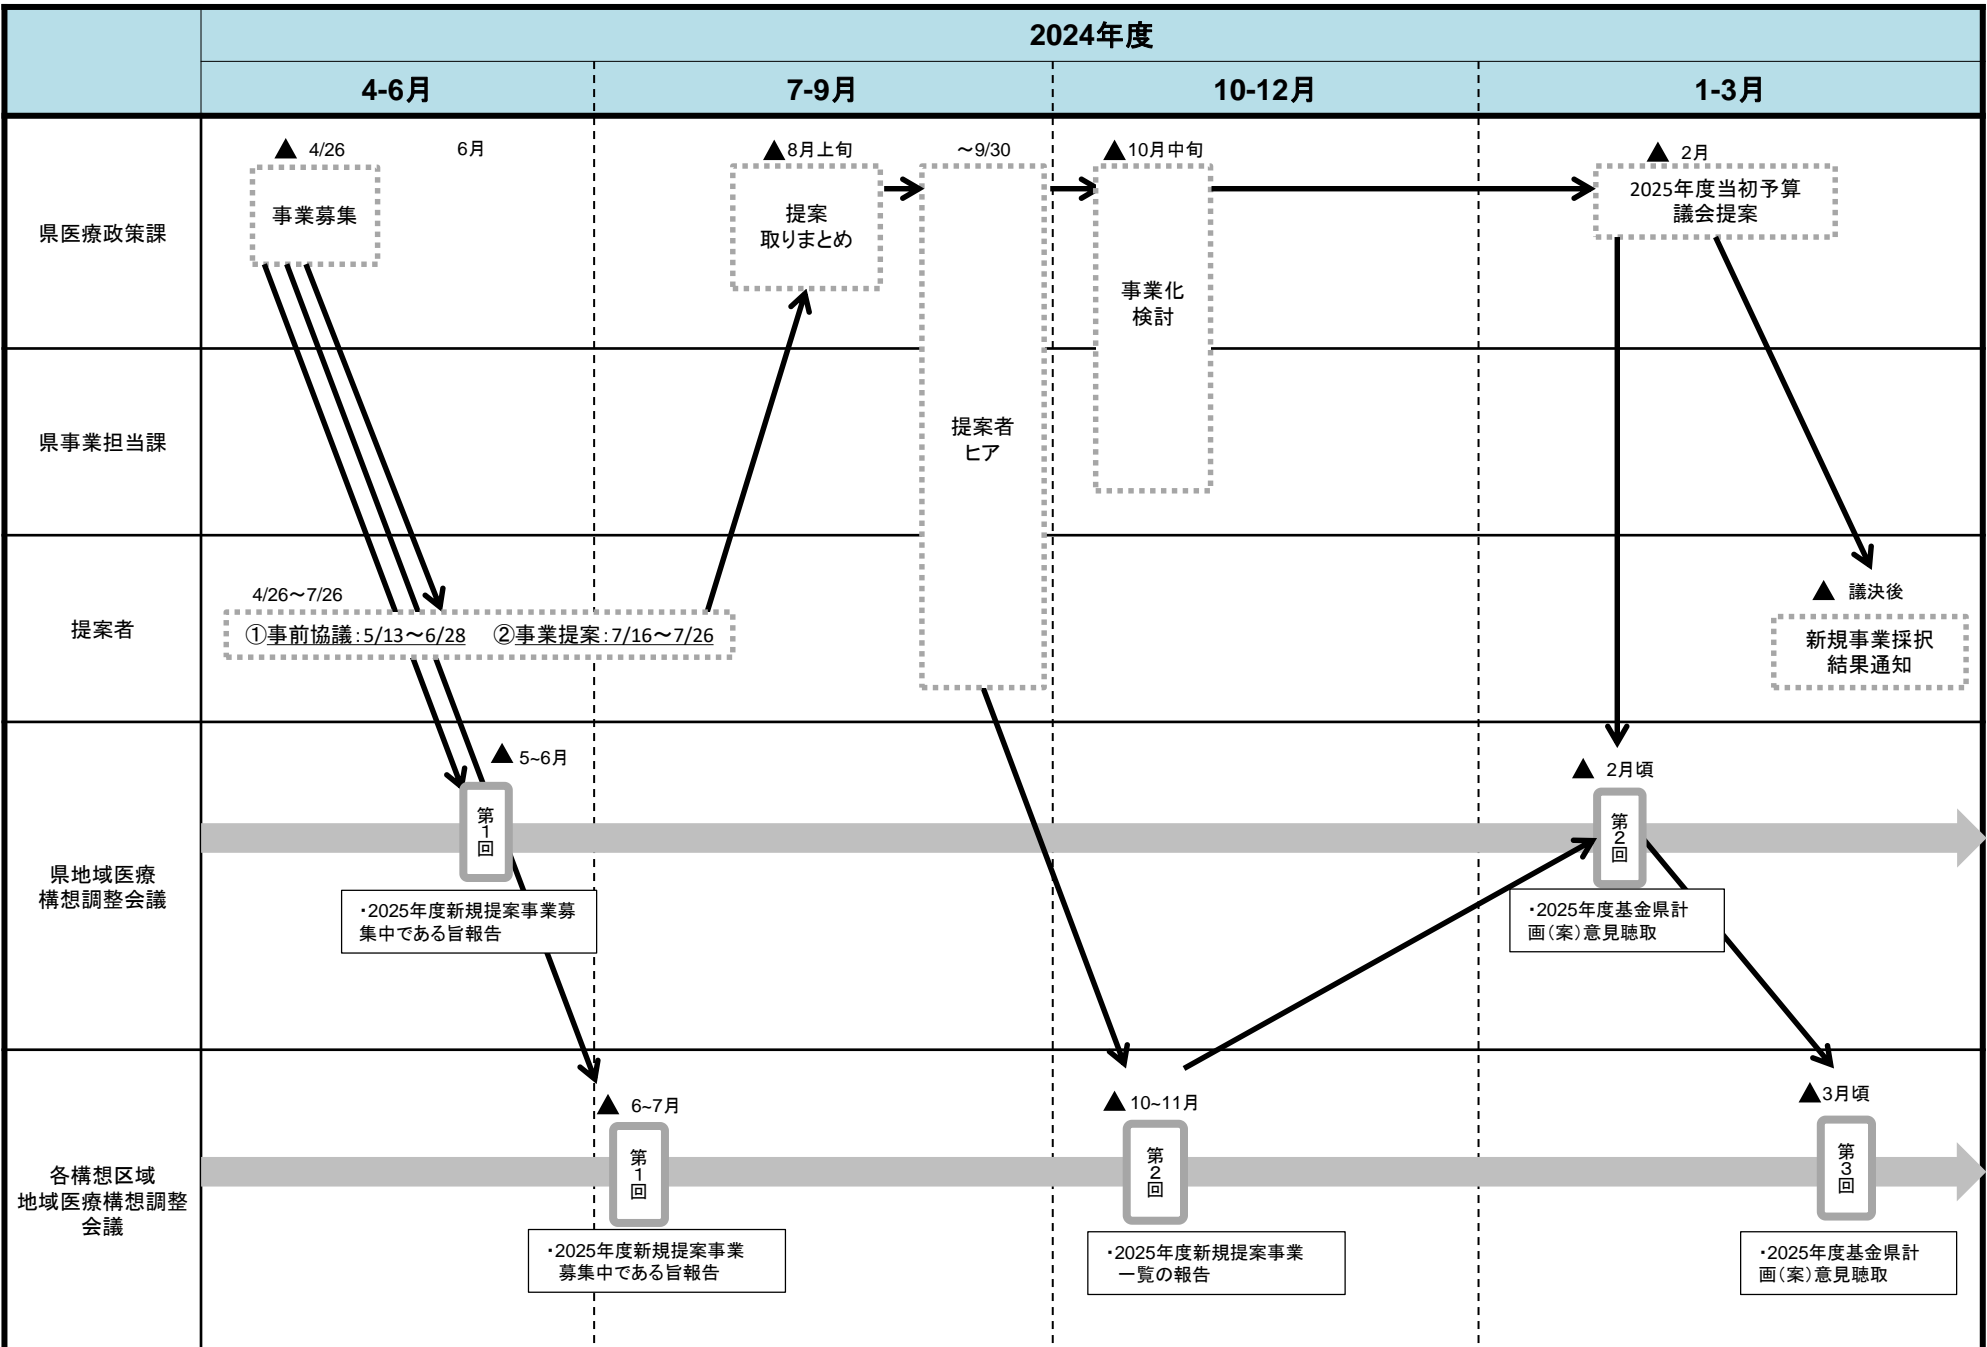 2024年度
4-6月
7-9月
10-12月
1-3月
県医療政策課
▲ 4/26
6月
事業募集
▲8月上旬
提案
取りまとめ
～9/30
提案者
ヒア
▲10月中旬
事業化
検討
▲ 2月
2025年度当初予算
議会提案
県事業担当課
提案者
4/26～7/26
①事前協議：5/13～6/28 ②事業提案：7/16～7/26
▲ 議決後
新規事業採択
結果通知
県地域医療
構想調整会議
▲ 5~6月
第1回
・2025年度新規提案事業募
集中である旨報告
▲ 2月頃
第2回
・2025年度基金県計
画（案）意見聴取
各構想区域
地域医療構想調整
会議
▲ 6~7月
第1回
・2025年度新規提案事業
募集中である旨報告
▲ 10~11月
第2回
・2025年度新規提案事業
一覧の報告
▲3月頃
第3回
・2025年度基金県計
画（案）意見聴取